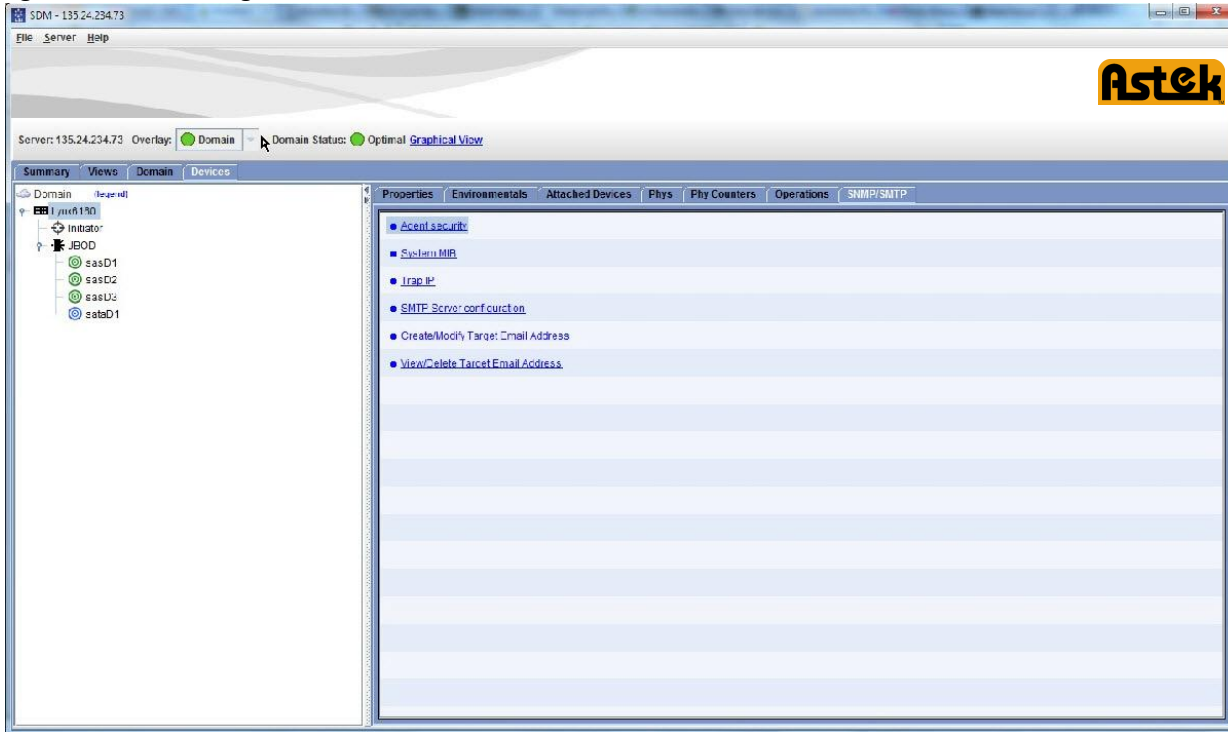 SDM - 135.24.234.73
File Server Help
Astek
Server: 135.24.234.73 Overlay: Domain Domain Status: Optimal Graphical View
Summary Views Domain Devices
Domain (legend)
Initiator
JBOD
sasD1
sasD2
sasD3
sataD1
Properties Environmentals Attached Devices Phys Phy Counters Operations SNMP/SMTP
Agent security
System MIB
Trap IP
SMTP Server configuration
Create/Modify Target Email Address
View/Delete Target Email Address